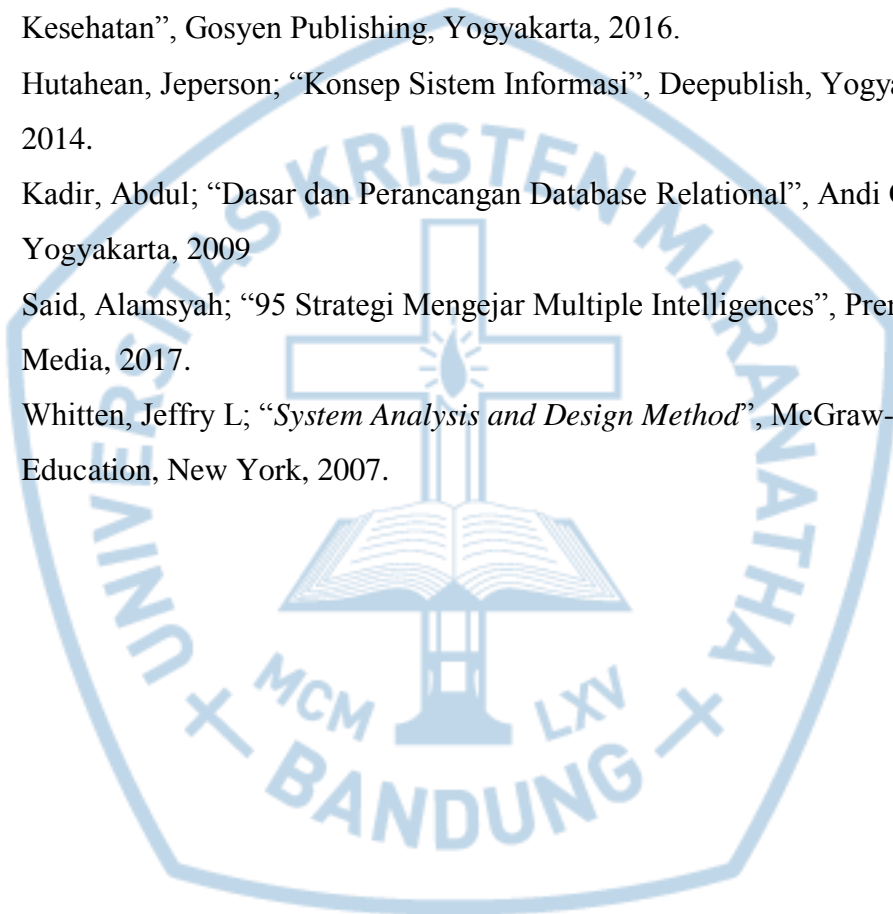 Kesehatan”, Gosyen Publishing, Yogyakarta, 2016.
Hutahean, Jeperson; “Konsep Sistem Informasi”, Deepublish,
2014.
Kadir, Abdul; “Dasar dan Perancangan Database Relational”, Andi
Yogyakarta, 2009
Said, Alamsyah; “95 Strategi Mengejar Multiple Intelligences”,
Media, 2017.
Whitten, Jeffry L; “System Analysis and Design Method”, McGraw-
Education, New York, 2007.
UNIVERSITAS KRISTEN MARANATHA
MCM LXV
BANDUNG